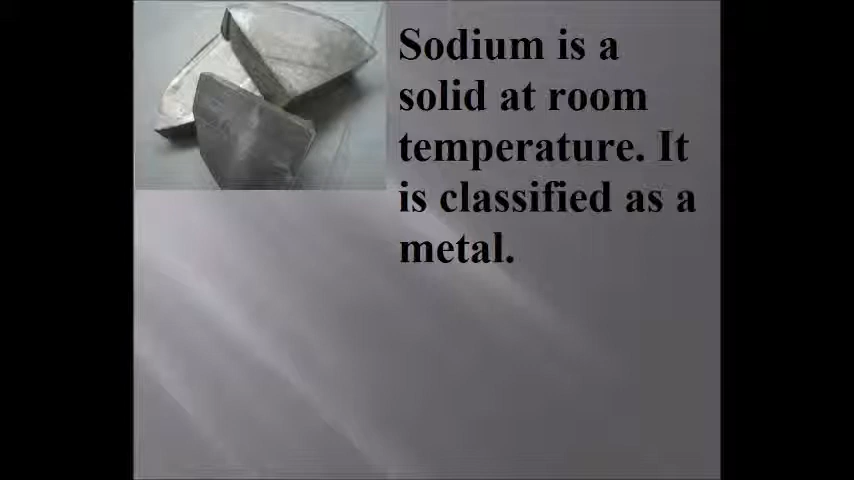 Sodium is a
solid at room
temperature. It
is classified as a
metal.